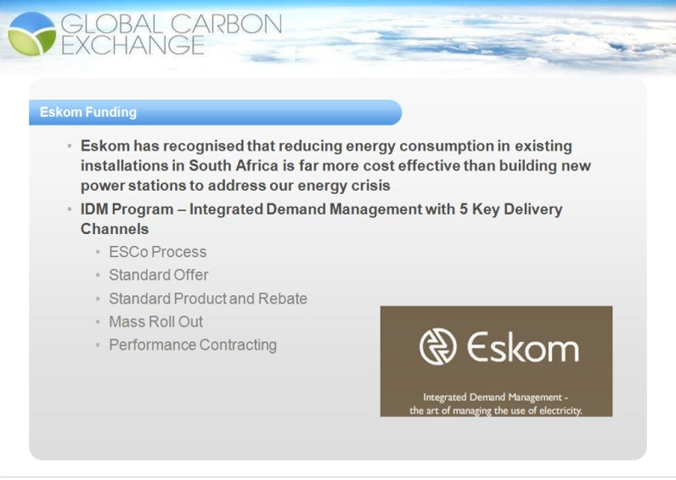 GLOBAL CARBON
EXCHANGE
Eskom Funding
• Eskom has recognised that reducing energy consumption in existing
installations in South Africa is far more cost effective than building new
power stations to address our energy crisis
• IDM Program – Integrated Demand Management with 5 Key Delivery
Channels
• ESCo Process
• Standard Offer
• Standard Product and Rebate
• Mass Roll Out
• Performance Contracting
Eskom
Integrated Demand Management -
the art of managing the use of electricity.